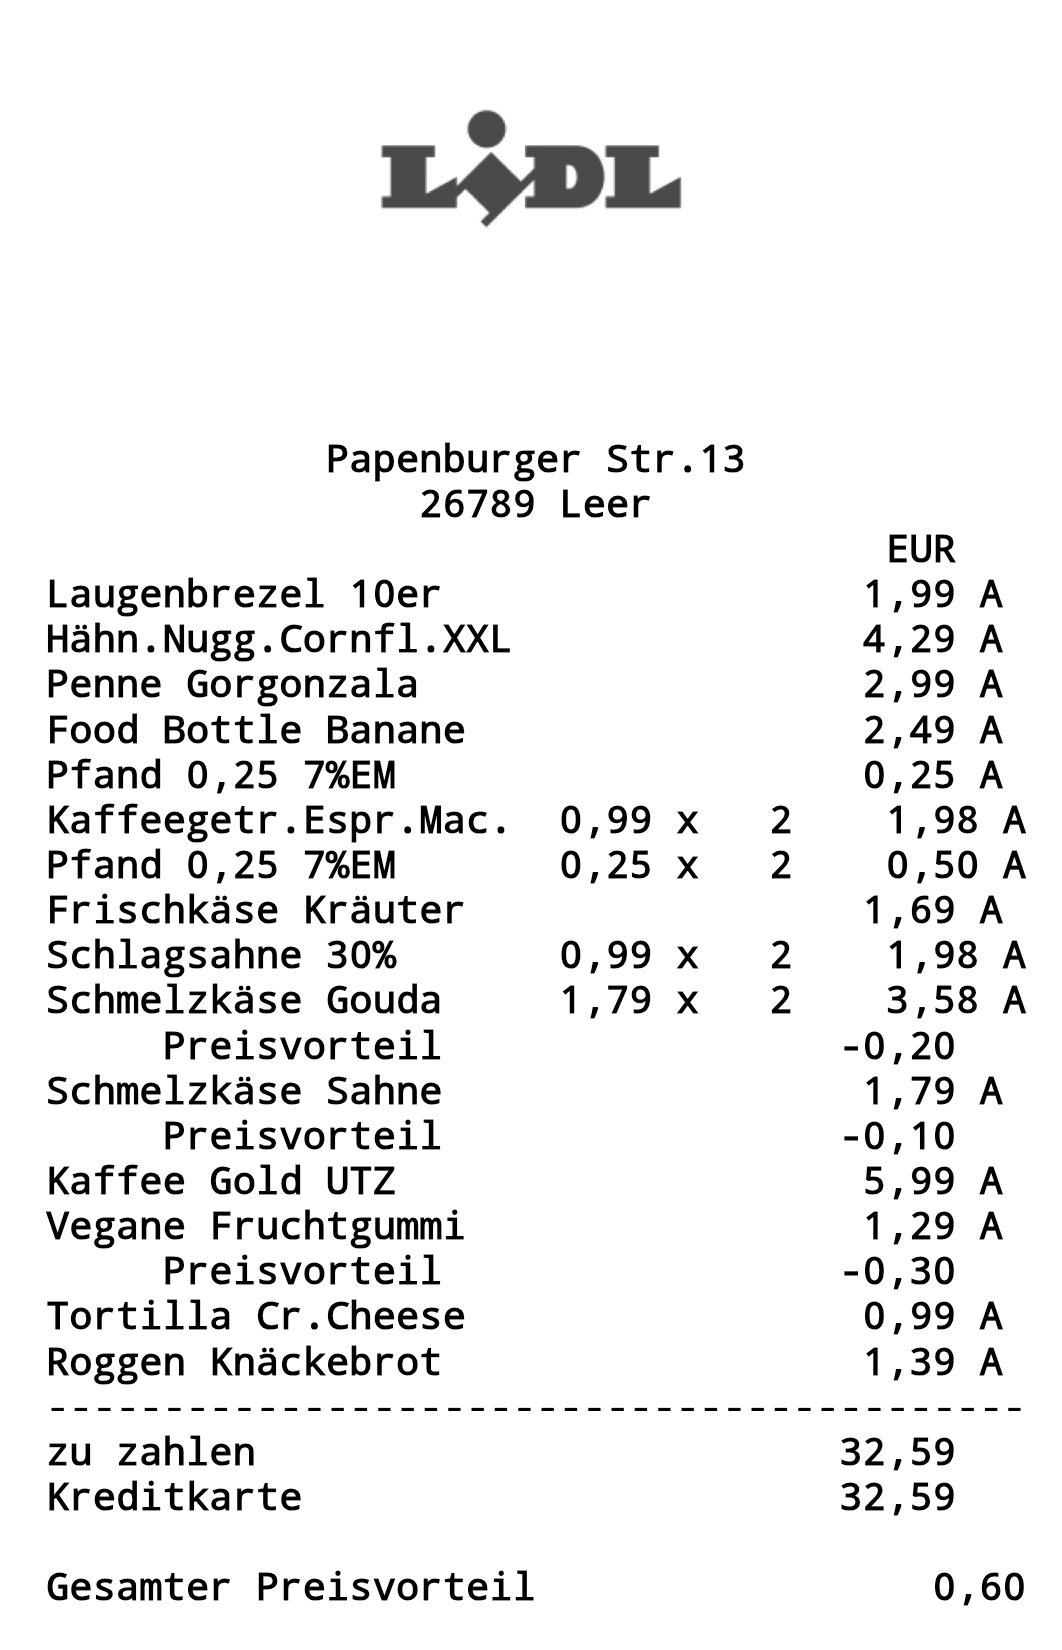 LiDL
Papenburger Str.13
26789 Leer
EUR
Laugenbrezel 10er 1,99 A
Hähn.Nugg.Cornfl.XXL 4,29 A
Penne Gorgonzala 2,99 A
Food Bottle Banane 2,49 A
Pfand 0,25 7%EM 0,25 A
Kaffeegetr.Espr.Mac. 0,99 x 2 1,98 A
Pfand 0,25 7%EM 0,25 x 2 0,50 A
Frischkäse Kräuter 1,69 A
Schlagsahne 30% 0,99 x 2 1,98 A
Schmelzkäse Gouda 1,79 x 2 3,58 A
Preisvorteil -0,20
Schmelzkäse Sahne 1,79 A
Preisvorteil -0,10
Kaffee Gold UTZ 5,99 A
Vegane Fruchtgummi 1,29 A
Preisvorteil -0,30
Tortilla Cr.Cheese 0,99 A
Roggen Knäckebrot 1,39 A
------------------------------------------
zu zahlen 32,59
Kreditkarte 32,59
Gesamter Preisvorteil 0,60